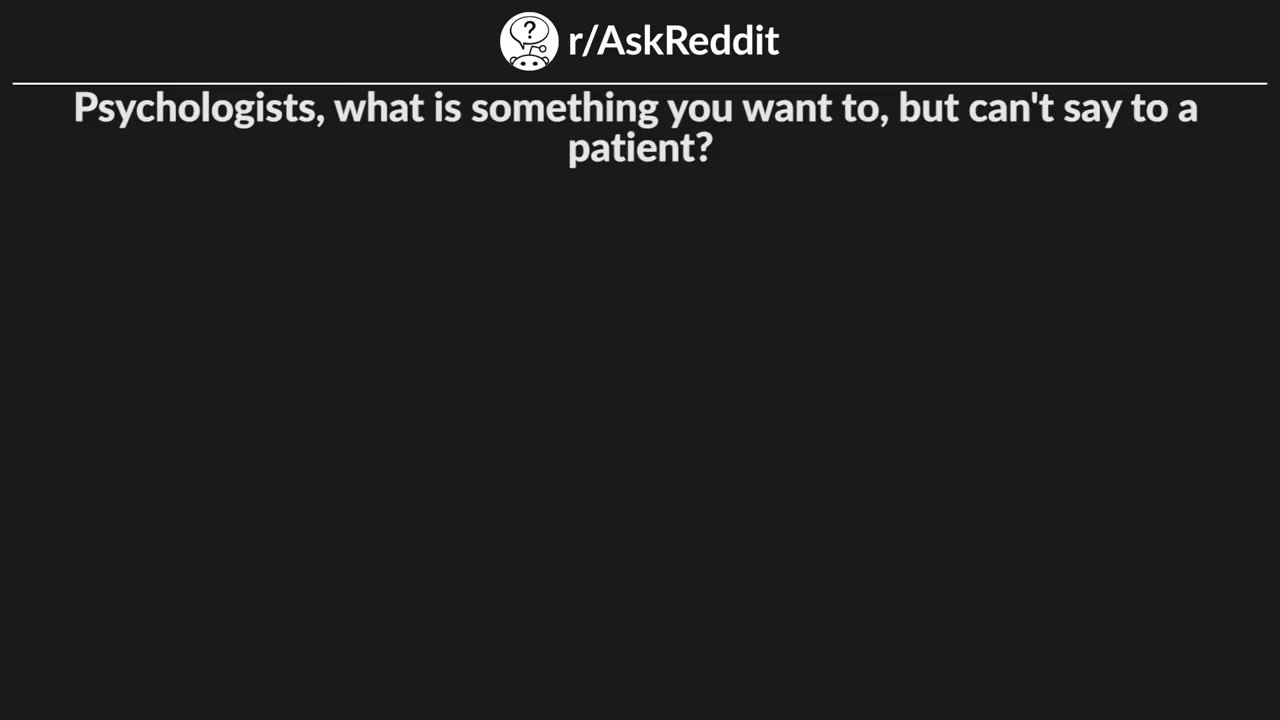 r/AskReddit
Psychologists, what is something you want to, but can't say to a
patient?